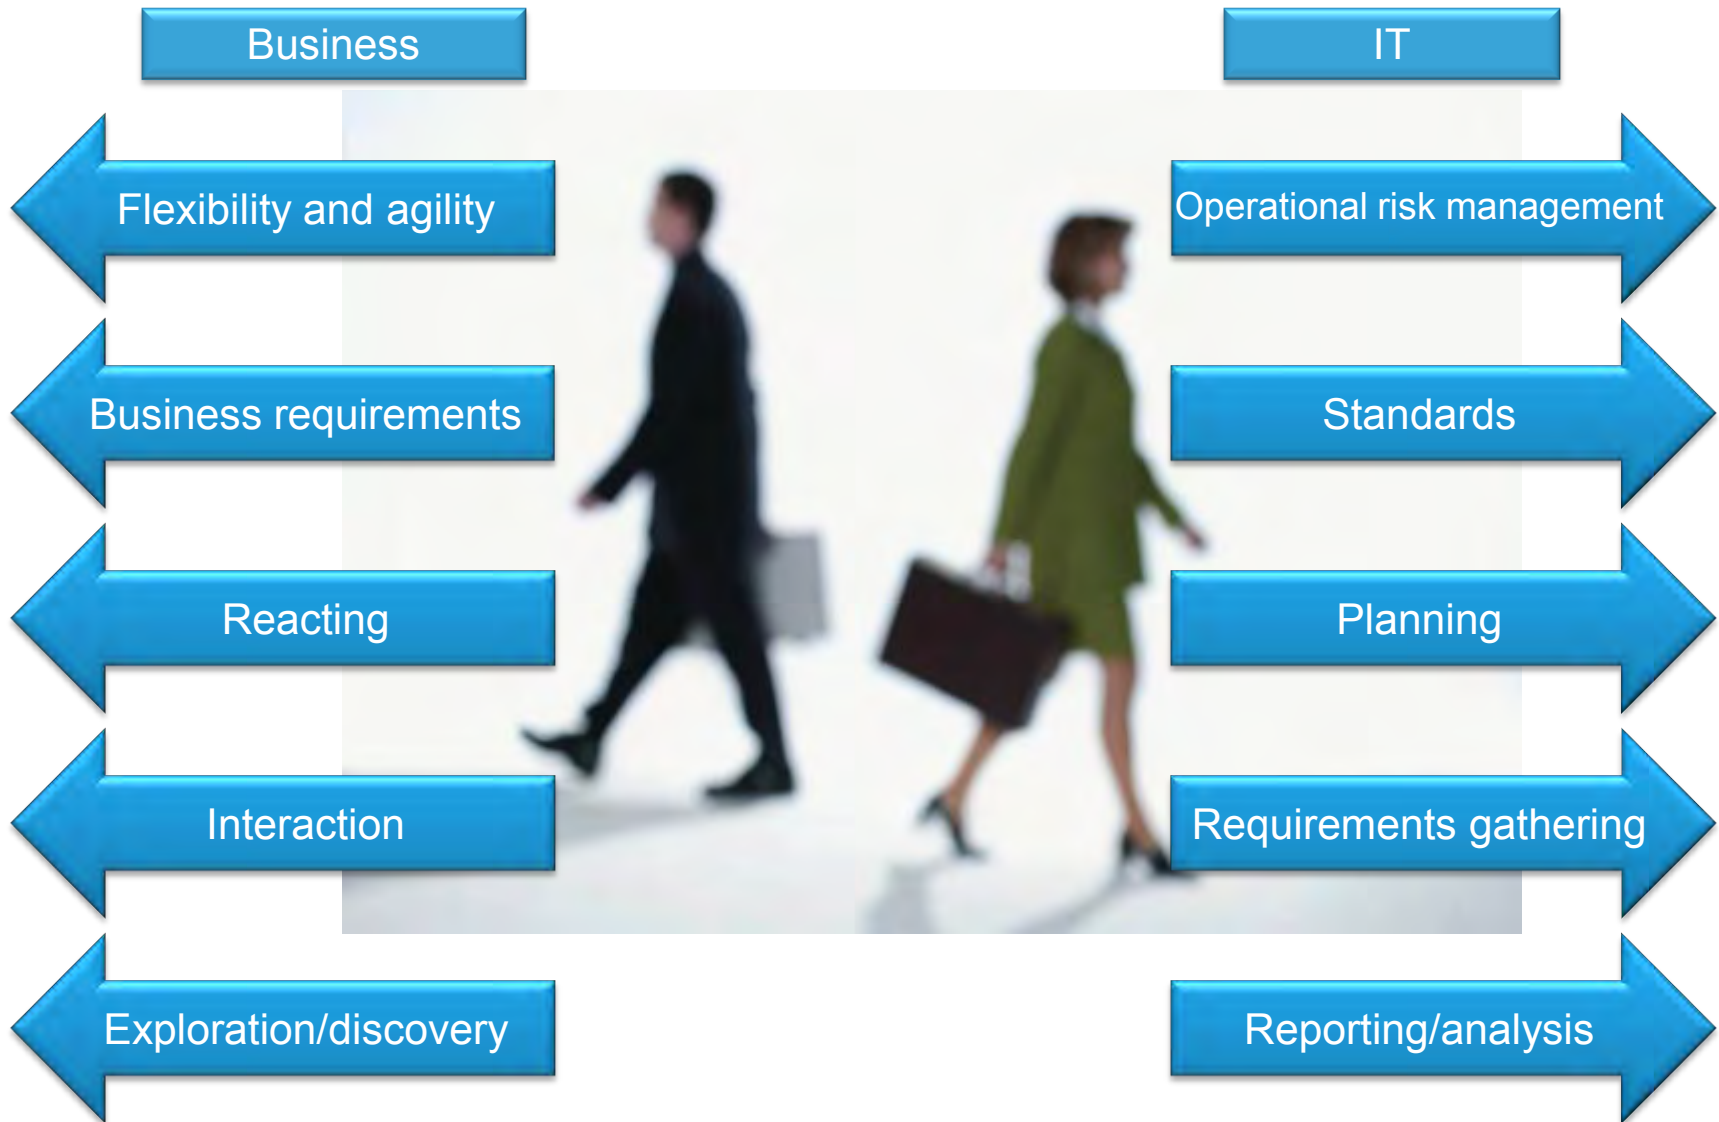 Business
IT
Flexibility and agility
Operational risk management
Business requirements
Standards
Reacting
Planning
Interaction
Requirements gathering
Exploration/discovery
Reporting/analysis